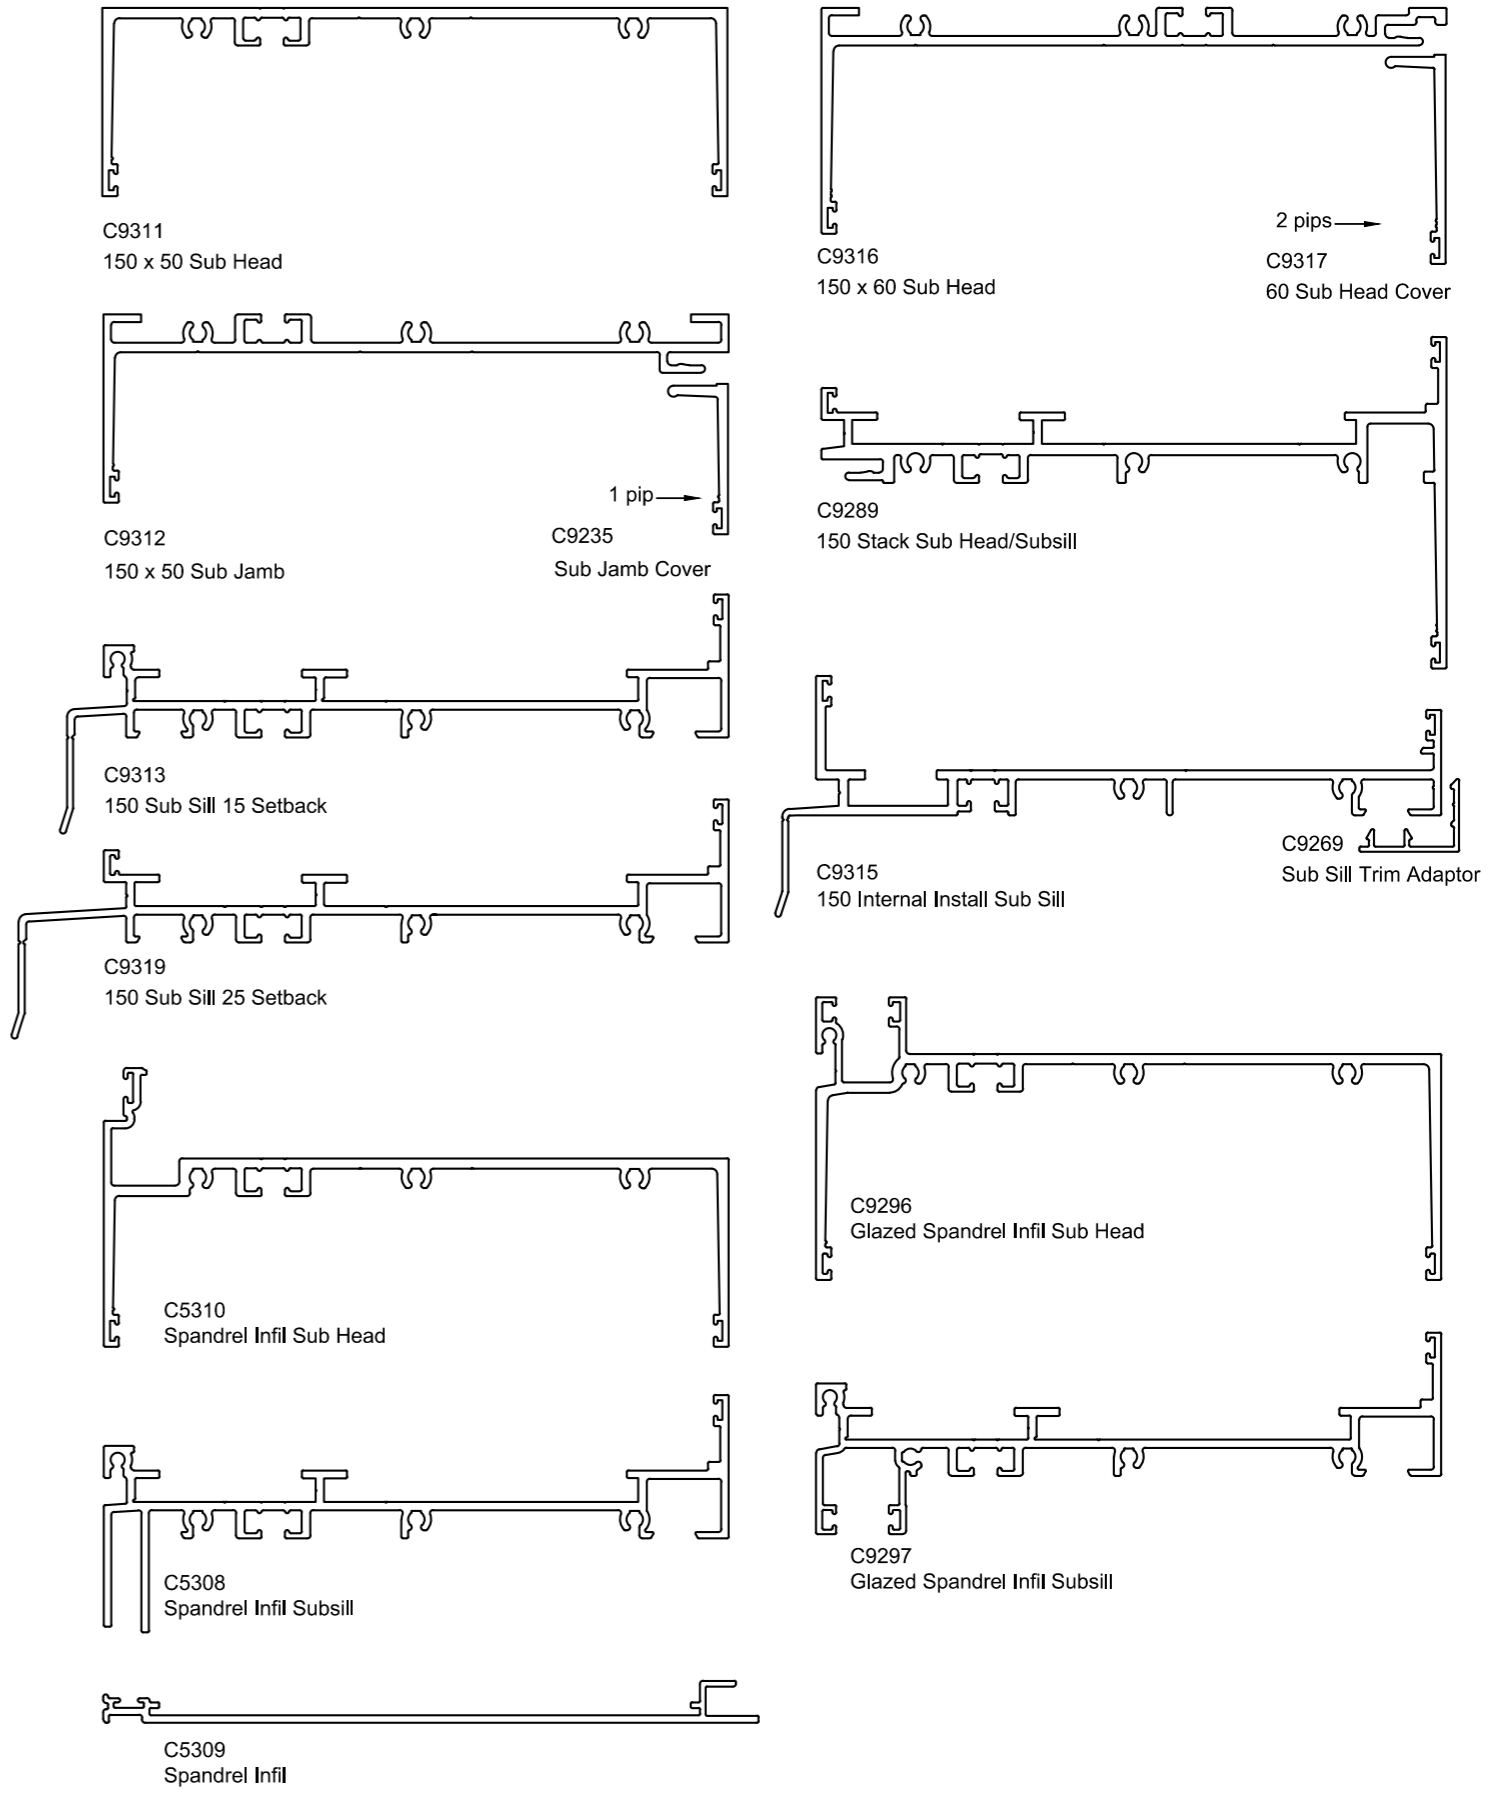 C9311
150 x 50 Sub Head
C9316
150 x 60 Sub Head
2 pips
C9317
60 Sub Head Cover
C9312
150 x 50 Sub Jamb
1 pip
C9235
Sub Jamb Cover
C9289
150 Stack Sub Head/Subsill
C9313
150 Sub Sill 15 Setback
C9315
150 Internal Install Sub Sill
C9269
Sub Sill Trim Adaptor
C9319
150 Sub Sill 25 Setback
C5310
Spandrel Infil Sub Head
C9296
Glazed Spandrel Infil Sub Head
C5308
Spandrel Infil Subsill
C9297
Glazed Spandrel Infil Subsill
C5309
Spandrel Infil